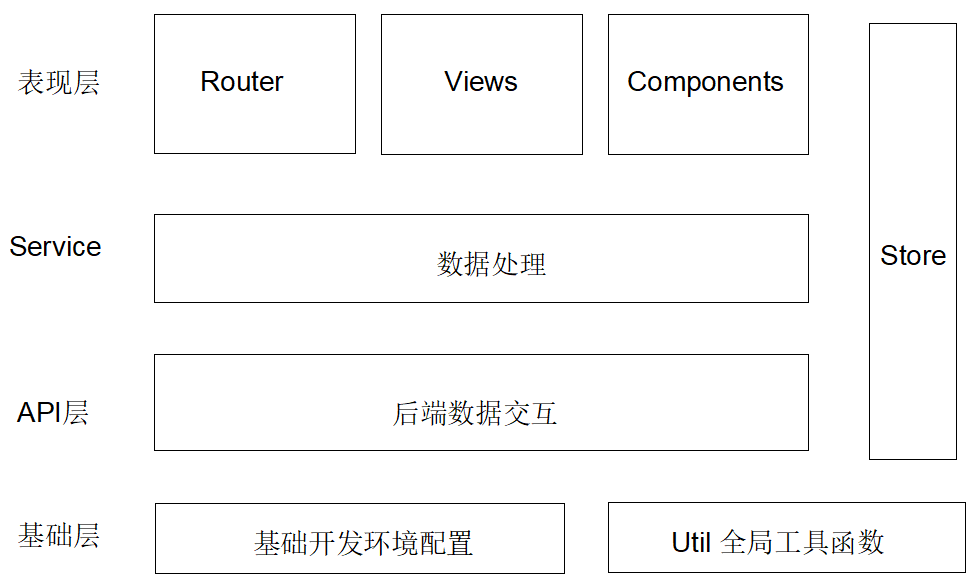 表现层
Router
Views
Components
Service
数据处理
Store
API层
后端数据交互
基础层
基础开发环境配置
Util 全局工具函数